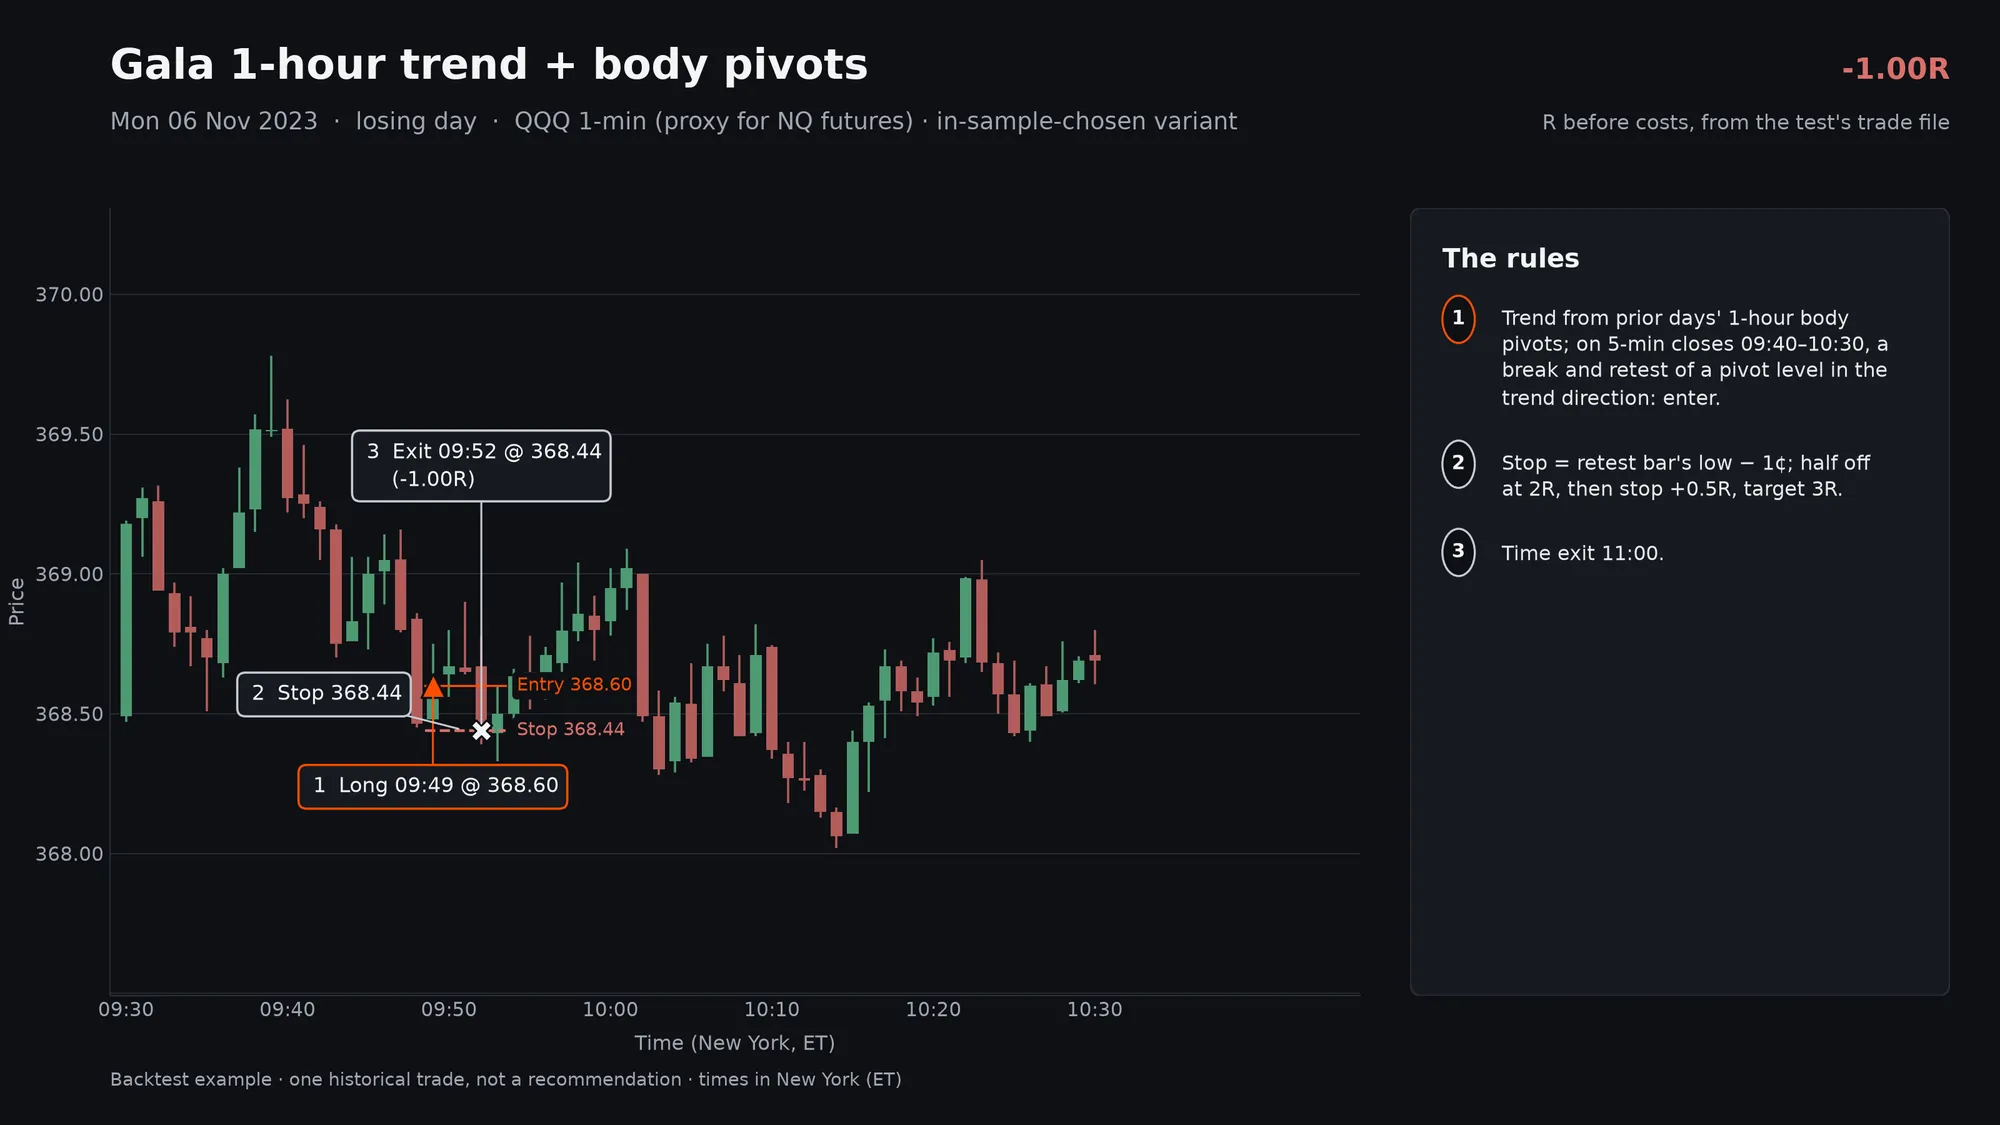 Gala 1-hour trend + body pivots
-1.00R
Mon 06 Nov 2023 · losing day · QQQ 1-min (proxy for NQ futures) · in-sample-chosen variant
R before costs, from the test's trade file
Price
370.00
369.50
369.00
368.50
368.00
3 Exit 09:52 @ 368.44
(-1.00R)
2 Stop 368.44
Entry 368.60
Stop 368.44
1 Long 09:49 @ 368.60
09:30
09:40
09:50
10:00
10:10
10:20
10:30
Time (New York, ET)
The rules
1
Trend from prior days' 1-hour body
pivots; on 5-min closes 09:40–10:30, a
break and retest of a pivot level in the
trend direction: enter.
2
Stop = retest bar's low − 1¢; half off
at 2R, then stop +0.5R, target 3R.
3
Time exit 11:00.
Backtest example · one historical trade, not a recommendation · times in New York (ET)